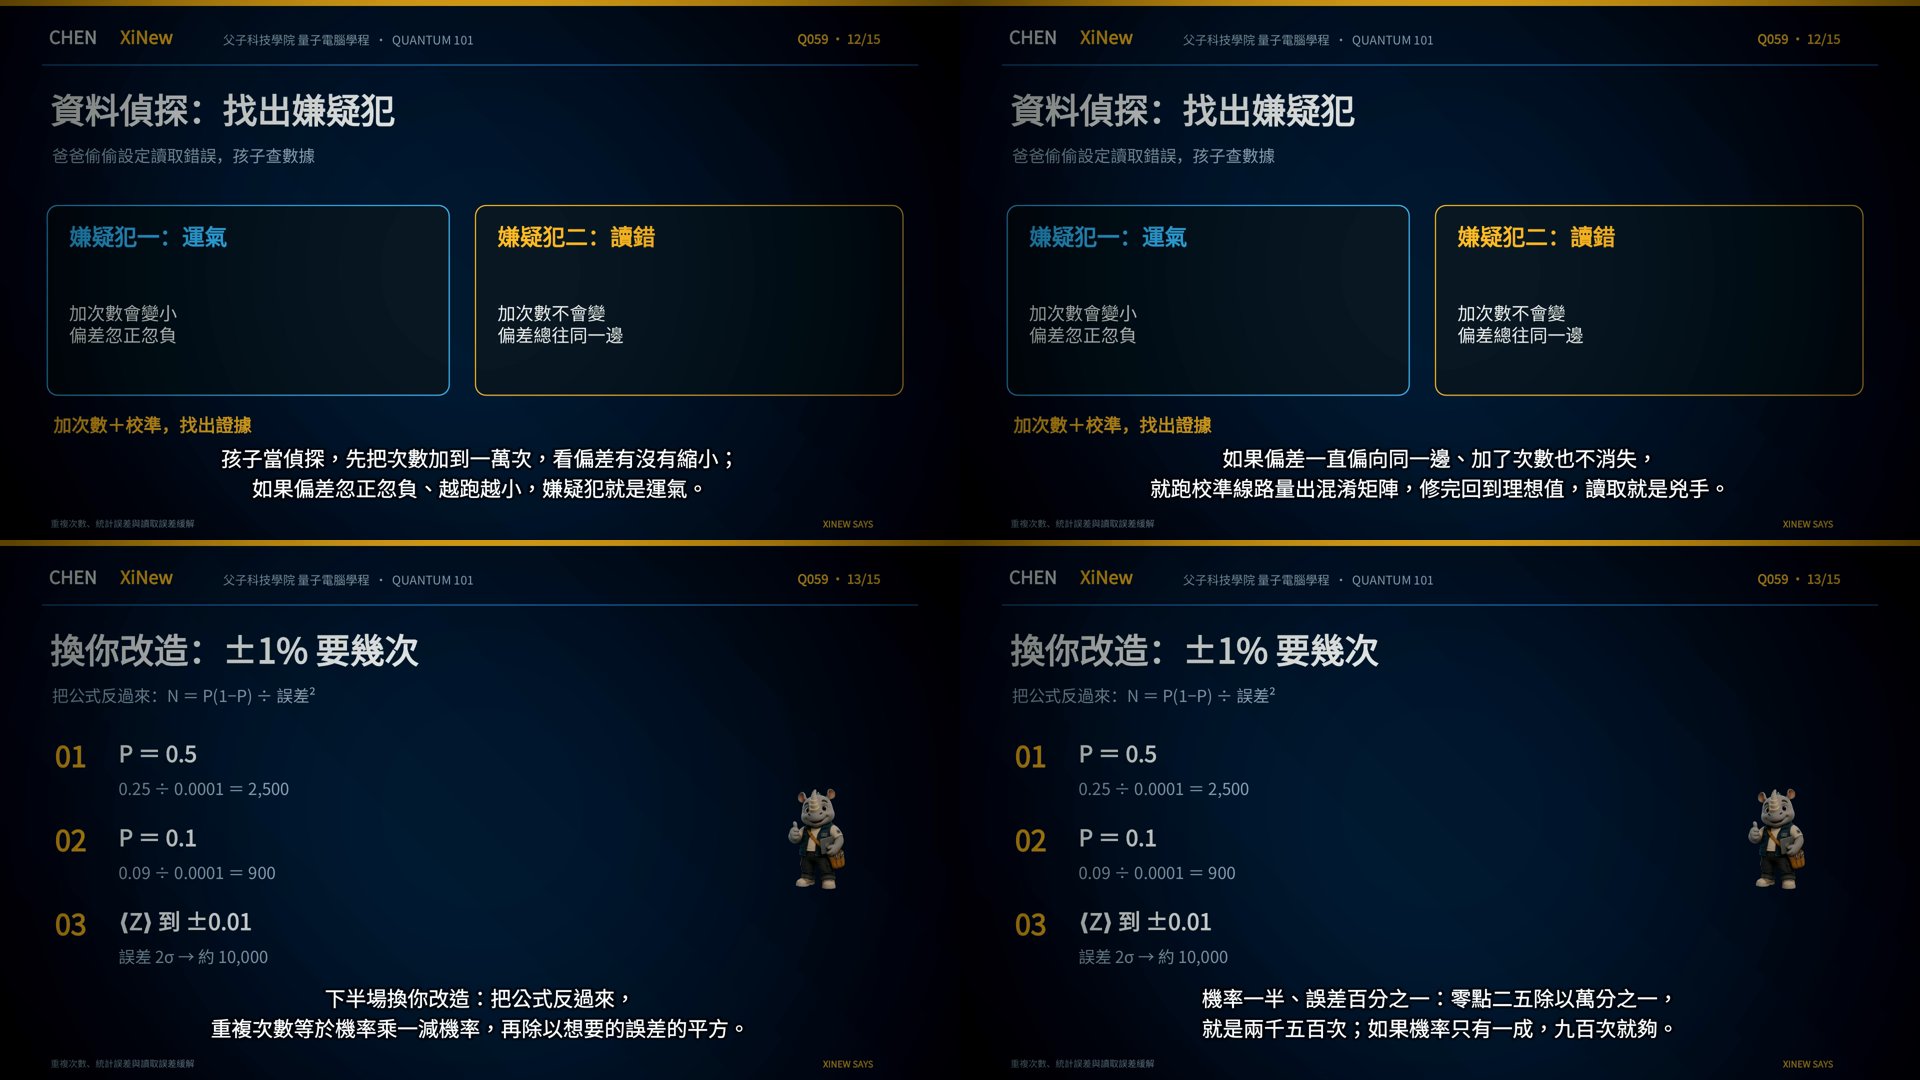 CHEN XiNew 父子科技學院 量子電腦學程 · QUANTUM 101 Q059 · 12/15
資料偵探：找出嫌疑犯
爸爸偷偷設定讀取錯誤，孩子查數據
嫌疑犯一：運氣
加次數會變小
偏差忽正忽負
嫌疑犯二：讀錯
加次數不會變
偏差總往同一邊
加次數＋校準，找出證據
孩子當偵探，先把次數加到一萬次，看偏差有沒有縮小；
如果偏差忽正忽負、越跑越小，嫌疑犯就是運氣。
重複次數、統計誤差與讀取誤差緩解 XINEW SAYS
CHEN XiNew 父子科技學院 量子電腦學程 · QUANTUM 101 Q059 · 12/15
資料偵探：找出嫌疑犯
爸爸偷偷設定讀取錯誤，孩子查數據
嫌疑犯一：運氣
加次數會變小
偏差忽正忽負
嫌疑犯二：讀錯
加次數不會變
偏差總往同一邊
加次數＋校準，找出證據
如果偏差一直偏向同一邊、加了次數也不消失，
就跑校準線路量出混淆矩陣，修完回到理想值，讀取就是兇手。
重複次數、統計誤差與讀取誤差緩解 XINEW SAYS
CHEN XiNew 父子科技學院 量子電腦學程 · QUANTUM 101 Q059 · 13/15
換你改造：±1% 要幾次
把公式反過來：N＝P(1−P) ÷ 誤差²
01 P＝0.5
0.25 ÷ 0.0001＝2,500
02 P＝0.1
0.09 ÷ 0.0001＝900
03 ⟨Z⟩ 到 ±0.01
誤差 2σ → 約 10,000
下半場換你改造：把公式反過來，
重複次數等於機率乘一減機率，再除以想要的誤差的平方。
重複次數、統計誤差與讀取誤差緩解 XINEW SAYS
CHEN XiNew 父子科技學院 量子電腦學程 · QUANTUM 101 Q059 · 13/15
換你改造：±1% 要幾次
把公式反過來：N＝P(1−P) ÷ 誤差²
01 P＝0.5
0.25 ÷ 0.0001＝2,500
02 P＝0.1
0.09 ÷ 0.0001＝900
03 ⟨Z⟩ 到 ±0.01
誤差 2σ → 約 10,000
機率一半、誤差百分之一：零點二五除以萬分之一，
就是兩千五百次；如果機率只有一成，九百次就夠。
重複次數、統計誤差與讀取誤差緩解 XINEW SAYS